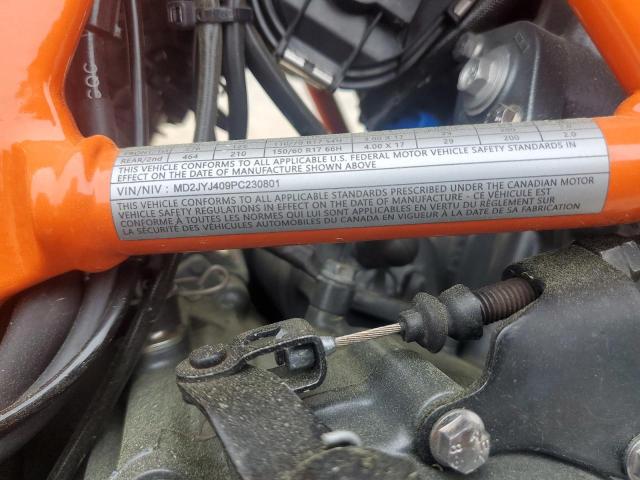 REAR/2nd 464 210 150/60 R17 66H 4.00 X 17 29 200 2.0
THIS VEHICLE CONFORMS TO ALL APPLICABLE U.S. FEDERAL MOTOR VEHICLE SAFETY STANDARDS IN
EFFECT ON THE DATE OF MANUFACTURE SHOWN ABOVE
VIN/NIV : MD2JYJ409PC230801
THIS VEHICLE CONFORMS TO ALL APPLICABLE STANDARDS PRESCRIBED UNDER THE CANADIAN MOTOR
VEHICLE SAFETY REGULATIONS IN EFFECT ON THE DATE OF MANUFACTURE - CE VÉHICULE EST
CONFORME À TOUTES LES NORMES QUI LUI SONT APPLICABLES EN VERTU DU RÈGLEMENT SUR
LA SÉCURITÉ DES VÉHICULES AUTOMOBILES DU CANADA EN VIGUEUR À LA DATE DE SA FABRICATION
8.8